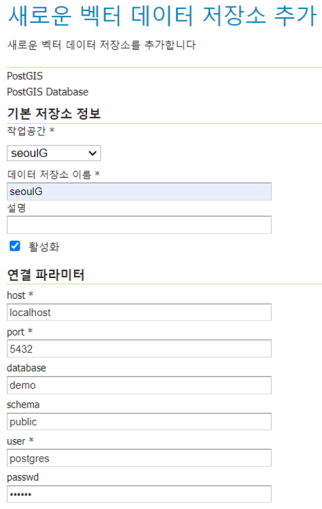 새로운 벡터 데이터 저장소 추가
새로운 벡터 데이터 저장소를 추가합니다
PostGIS
PostGIS Database
기본 저장소 정보
작업공간 *
seoulG
데이터 저장소 이름 *
seoulG
설명
활성화
연결 파라미터
host *
localhost
port *
5432
database
demo
schema
public
user *
postgres
passwd
••••••